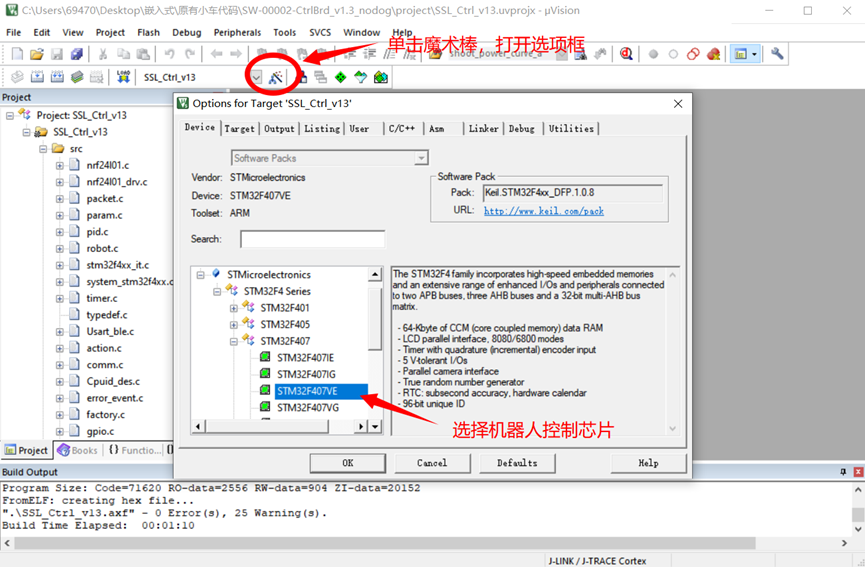 C:\Users\69470\Desktop\嵌入式\原有小车代码\SW-00002-CtrlBrd_v1.3_nodog\project\SSL_Ctrl_v13.uvprojx - µVision
File Edit View Project Flash Debug Peripherals Tools SVCS Window Help
单击魔术棒，打开选项框
shoot_power_curve_a
LOAD SSL_Ctrl_v13
Project
Project: SSL_Ctrl_v13
SSL_Ctrl_v13
src
nrf24l01.c
nrf24l01_drv.c
packet.c
param.c
pid.c
robot.c
stm32f4xx_it.c
system_stm32f4xx.c
timer.c
typedef.c
Usart_ble.c
action.c
comm.c
Cpuid_des.c
error_event.c
factory.c
gpio.c
Project Books {} Functio...
Options for Target 'SSL_Ctrl_v13'
Device Target Output Listing User C/C++ Asm Linker Debug Utilities
Software Packs
Vendor: STMicroelectronics
Device: STM32F407VE
Toolset: ARM
Search:
Software Pack
Pack: Keil.STM32F4xx_DFP.1.0.8
URL: http://www.keil.com/pack
STMicroelectronics
STM32F4 Series
STM32F401
STM32F405
STM32F407
STM32F407IE
STM32F407IG
STM32F407VE
STM32F407VG
The STM32F4 family incorporates high-speed embedded memories
and an extensive range of enhanced I/Os and peripherals connected
to two APB buses, three AHB buses and a 32-bit multi-AHB bus
matrix.
- 64-Kbyte of CCM (core coupled memory) data RAM
- LCD parallel interface, 8080/6800 modes
- Timer with quadrature (incremental) encoder input
- 5 V-tolerant I/Os
- Parallel camera interface
- True random number generator
- RTC: subsecond accuracy, hardware calendar
- 96-bit unique ID
选择机器人控制芯片
OK Cancel Defaults Help
Build Output
Program Size: Code=71620 RO-data=2556 RW-data=904 ZI-data=20152
FromELF: creating hex file...
".\SSL_Ctrl_v13.axf" - 0 Error(s), 25 Warning(s).
Build Time Elapsed:  00:01:10
J-LINK / J-TRACE Cortex